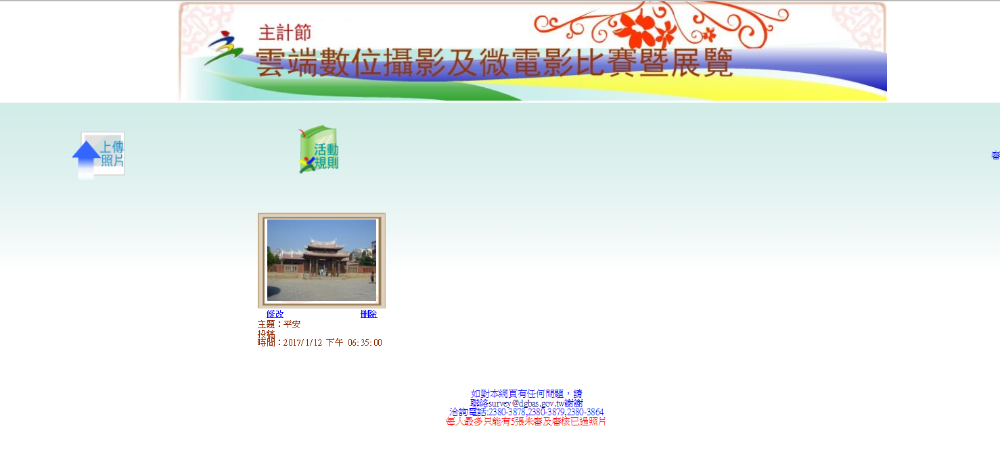 主計節
雲端數位攝影及微電影比賽暨展覽
上傳
照片
活動
規則
審
修改 刪除
主題：平安
投稿
時間：2017/1/12 下午 06:35:00
如對本網頁有任何問題，請
聯絡survey@dgbas.gov.tw謝謝
洽詢電話:2380-3878,2380-3879,2380-3864
每人最多只能有5張未審及審核已過照片